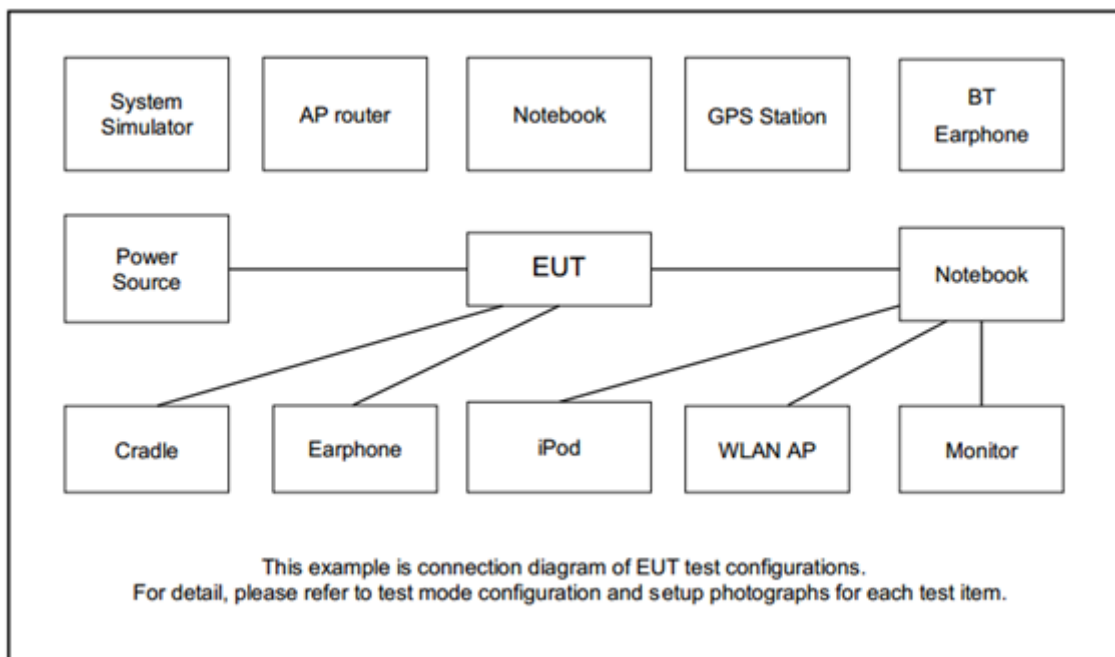 System
Simulator
AP router
Notebook
GPS Station
BT
Earphone
Power
Source
EUT
Notebook
Cradle
Earphone
iPod
WLAN AP
Monitor
This example is connection diagram of EUT test configurations.
For detail, please refer to test mode configuration and setup photographs for each test item.